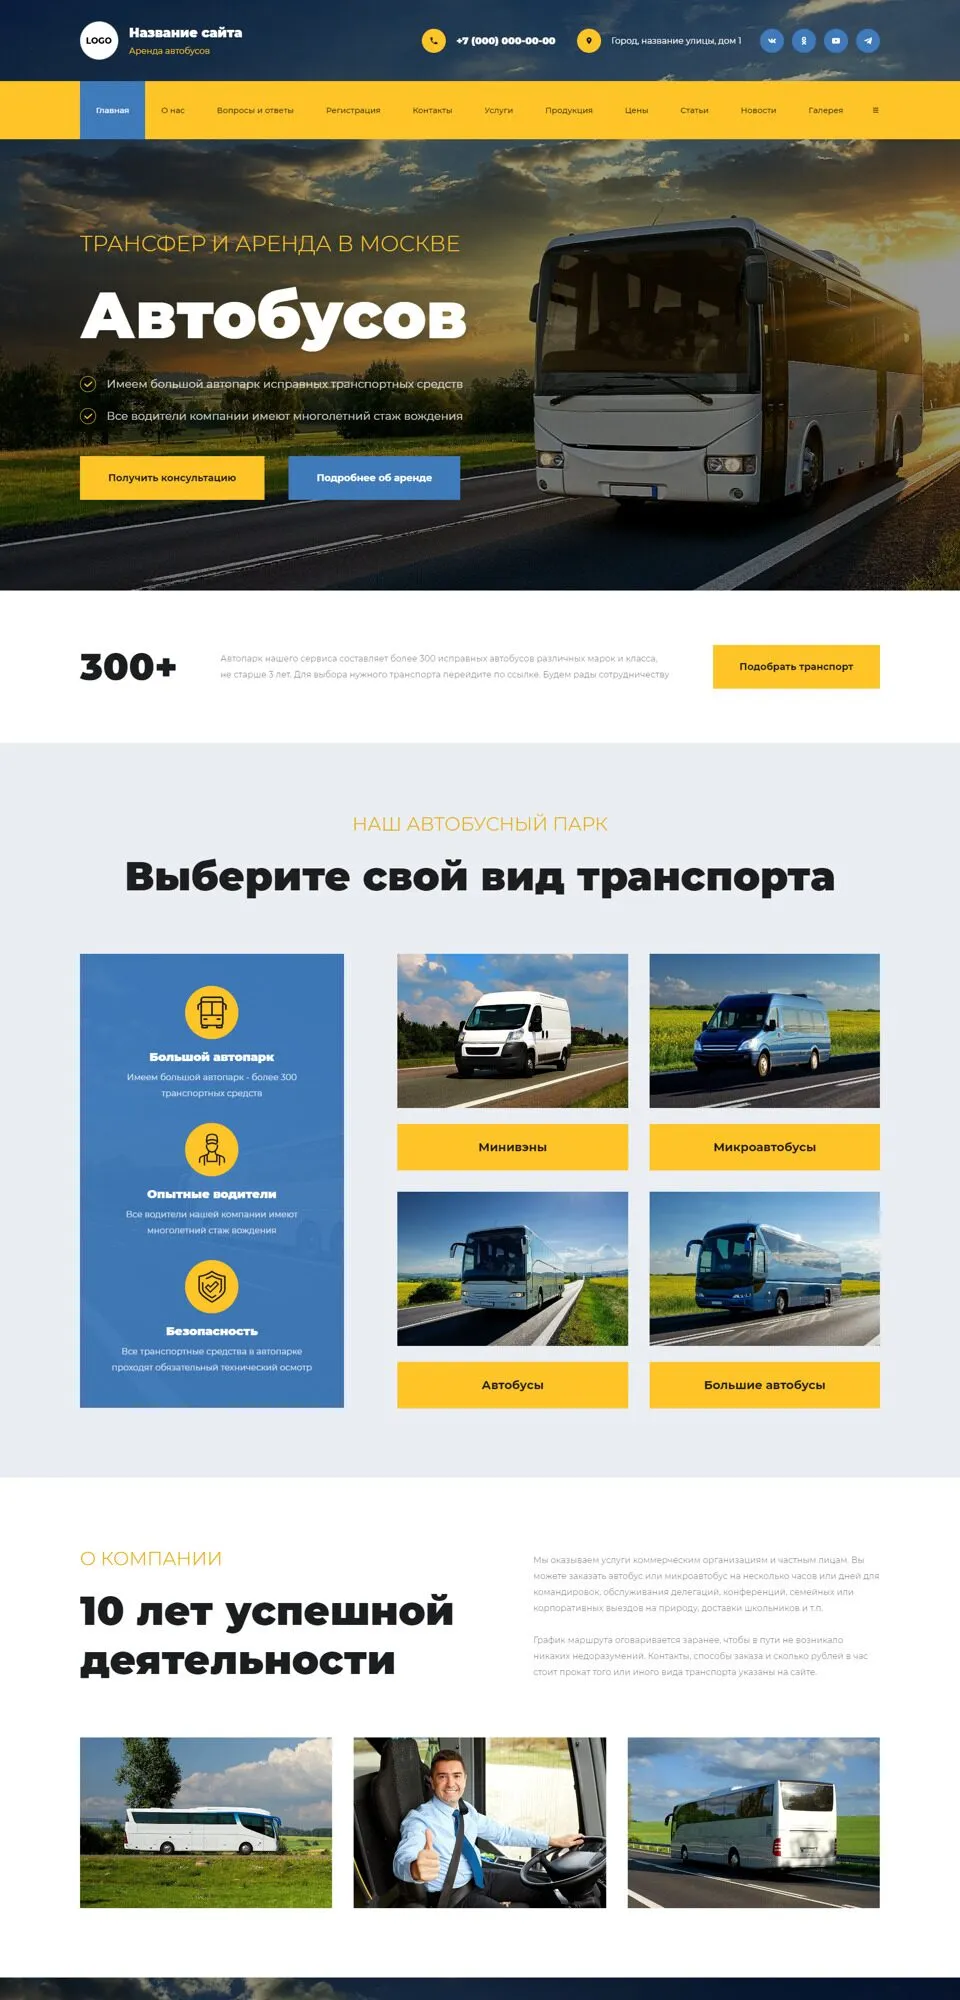 LOGO
Название сайта
Аренда автобусов
+7 (000) 000-00-00
Город, название улицы, дом 1
Главная
О нас
Вопросы и ответы
Регистрация
Контакты
Услуги
Продукция
Цены
Статьи
Новости
Галерея
ТРАНСФЕР И АРЕНДА В МОСКВЕ
Автобусов
Имеем большой автопарк исправных транспортных средств
Все водители компании имеют многолетний стаж вождения
Получить консультацию
Подробнее об аренде
300+
Автопарк нашего сервиса составляет более 300 исправных автобусов различных марок и класса,
не старше 3 лет. Для выбора нужного транспорта перейдите по ссылке. Будем рады сотрудничеству
Подобрать транспорт
НАШ АВТОБУСНЫЙ ПАРК
Выберите свой вид транспорта
Большой автопарк
Имеем большой автопарк - более 300
транспортных средств
Опытные водители
Все водители нашей компании имеют
многолетний стаж вождения
Безопасность
Все транспортные средства в автопарке
проходят обязательный технический осмотр
Минивэны
Микроавтобусы
Автобусы
Большие автобусы
О КОМПАНИИ
10 лет успешной
деятельности
Мы оказываем услуги коммерческим организациям и частным лицам. Вы
можете заказать автобус или микроавтобус на несколько часов или дней для
командировок, обслуживания делегаций, конференций, семейных или
корпоративных выездов на природу, доставки школьников и т.п.
График маршрута оговаривается заранее, чтобы в пути не возникало
никаких недоразумений. Контакты, способы заказа и сколько рублей в час
стоит прокат того или иного вида транспорта указаны на сайте.